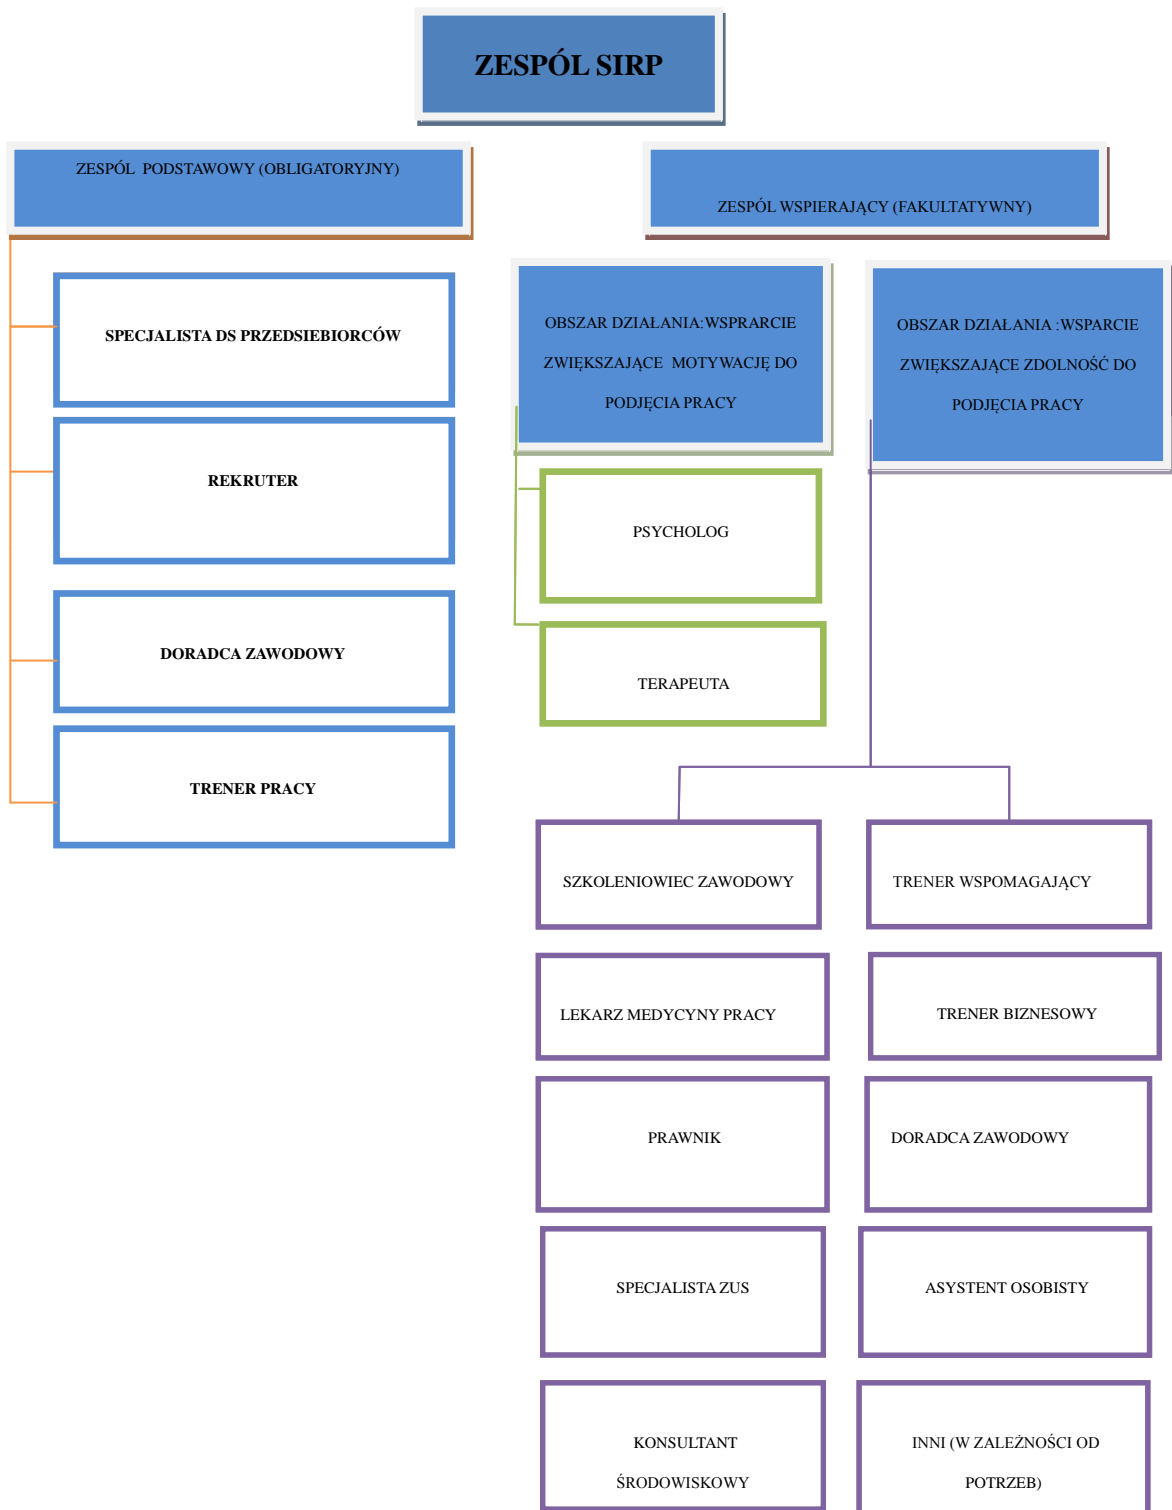 ZESPÓL SIRP
ZESPÓL PODSTAWOWY (OBLIGATORYJNY)
ZESPÓL WSPIERAJĄCY (FAKULTATYWNY)
SPECJALISTA DS PRZEDSIEBIORCÓW
REKRUTER
DORADCA ZAWODOWY
TRENER PRACY
OBSZAR DZIAŁANIA:WSPRARCIE
ZWIĘKSZAJĄCE MOTYWACJĘ DO
PODJĘCIA PRACY
PSYCHOLOG
TERAPEUTA
OBSZAR DZIAŁANIA :WSPARCIE
ZWIĘKSZAJĄCE ZDOLNOŚĆ DO
PODJĘCIA PRACY
SZKOLENIOWIEC ZAWODOWY
TRENER WSPOMAGAJĄCY
LEKARZ MEDYCYNY PRACY
TRENER BIZNESOWY
PRAWNIK
DORADCA ZAWODOWY
SPECJALISTA ZUS
ASYSTENT OSOBISTY
KONSULTANT
ŚRODOWISKOWY
INNI (W ZALEŻNOŚCI OD
POTRZEB)